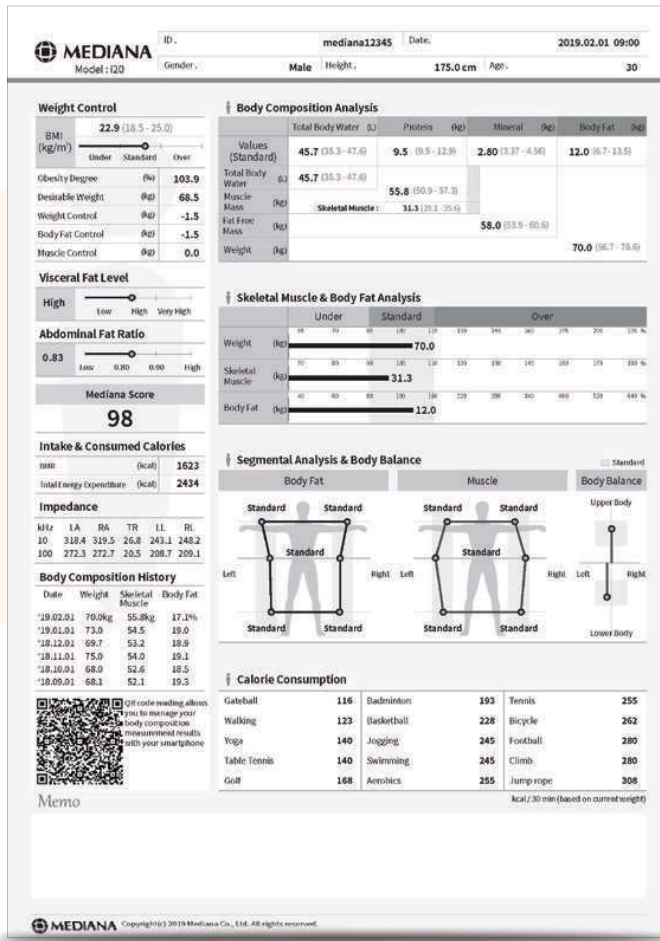 MEDIANA
Model : i20
ID .
mediana12345
Date.
2019.02.01 09:00
Gender.
Male
Height.
175.0 cm
Age.
30
Weight Control
BMI (kg/m²)
22.9 (18.5 - 25.0)
Under Standard Over
Obesity Degree (%) 103.9
Desirable Weight (kg) 68.5
Weight Control (kg) -1.5
Body Fat Control (kg) -1.5
Muscle Control (kg) 0.0
Visceral Fat Level
High
Low High Very High
Abdominal Fat Ratio
0.83
Low 0.80 0.90 High
Mediana Score
98
Intake & Consumed Calories
BMR (kcal) 1623
Total Energy Expenditure (kcal) 2434
Impedance
kHz LA RA TR LL RL
10 318.4 319.5 26.8 243.1 248.2
100 272.3 272.7 20.5 208.7 209.1
Body Composition History
Date Weight Skeletal Muscle Body Fat
'19.02.01 70.0kg 55.8kg 17.1%
'19.01.01 73.0 54.5 19.0
'18.12.01 69.7 53.2 18.9
'18.11.01 75.0 54.0 19.1
'18.10.01 68.0 52.6 18.5
'18.09.01 68.1 52.1 19.3
QR code reading allows
you to manage your
body composition
measurement results
with your smartphone
Body Composition Analysis
Total Body Water (L) Protein (kg) Mineral (kg) Body Fat (kg)
Values (Standard) 45.7 (35.3 - 47.6) 9.5 (9.5 - 12.9) 2.80 (3.37 - 4.56) 12.0 (6.7 - 13.5)
Total Body Water (L) 45.7 (35.3 - 47.6)
Muscle Mass (kg) 55.8 (50.9 - 57.3)
Skeletal Muscle : 31.3
Fat Free Mass (kg) 58.0 (53.9 - 60.6)
Weight (kg) 70.0 (56.7 - 76.6)
Skeletal Muscle & Body Fat Analysis
Under Standard Over
Weight (kg) 70.0
Skeletal Muscle (kg) 31.3
Body Fat (kg) 12.0
Segmental Analysis & Body Balance
Standard
Body Fat Muscle Body Balance
Standard Standard Standard Standard Upper Body
Standard Standard
Left Right Left Right Left Right
Standard Standard Standard Standard Lower Body
Calorie Consumption
Gateball 116 Badminton 193 Tennis 255
Walking 123 Basketball 228 Bicycle 262
Yoga 140 Jogging 245 Football 280
Table Tennis 140 Swimming 245 Climb 280
Golf 168 Aerobics 255 Jump rope 308
kcal / 30 min (based on current weight)
Memo
MEDIANA Copyright(c) 2019 Mediana Co., Ltd. All rights reserved.